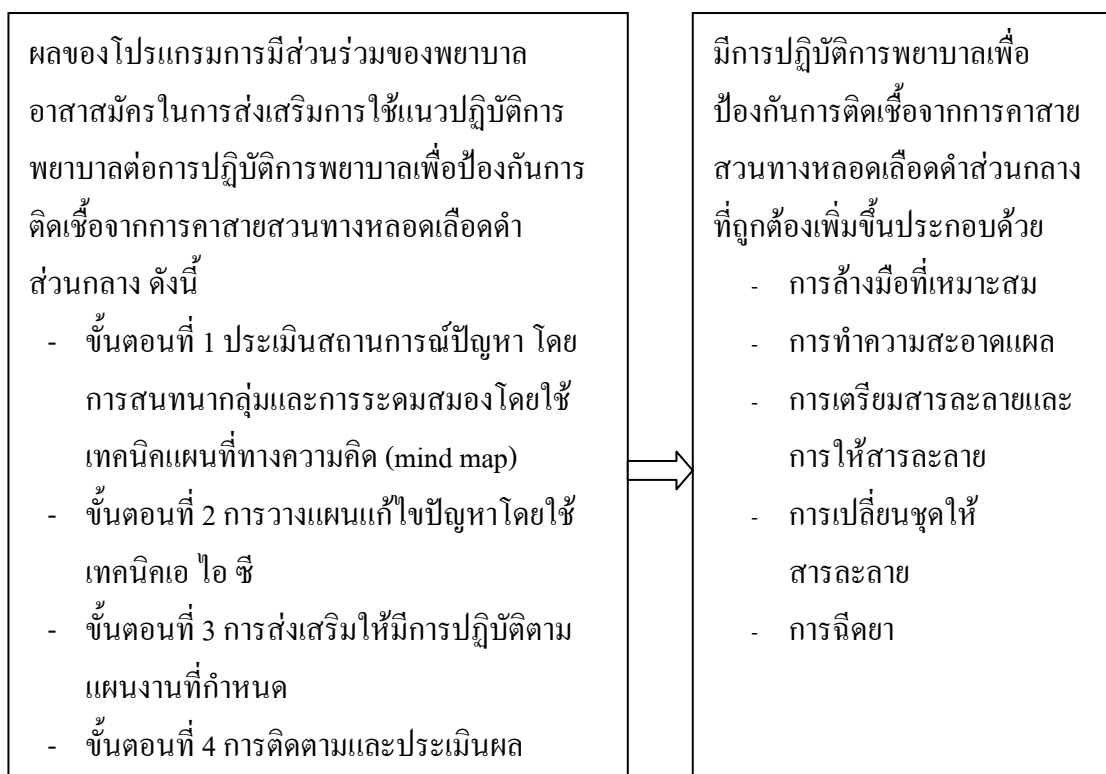 ผลของโปรแกรมการมีส่วนร่วมของพยาบาล
อาสาสมัครในการส่งเสริมการใช้แนวปฏิบัติการ
พยาบาลต่อการปฏิบัติการพยาบาลเพื่อป้องกันการ
ติดเชื้อจากการคาสายสวนทางหลอดเลือดดำ
ส่วนกลาง ดังนี้
- ขั้นตอนที่ 1 ประเมินสถานการณ์ปัญหา โดย
การสนทนากลุ่มและการระดมสมองโดยใช้
เทคนิคแผนที่ทางความคิด (mind map)
- ขั้นตอนที่ 2 การวางแผนแก้ไขปัญหาโดยใช้
เทคนิคเอ ไอ ซี
- ขั้นตอนที่ 3 การส่งเสริมให้มีการปฏิบัติตาม
แผนงานที่กำหนด
- ขั้นตอนที่ 4 การติดตามและประเมินผล
มีการปฏิบัติการพยาบาลเพื่อ
ป้องกันการติดเชื้อจากการคาสาย
สวนทางหลอดเลือดดำส่วนกลาง
ที่ถูกต้องเพิ่มขึ้นประกอบด้วย
- การล้างมือที่เหมาะสม
- การทำความสะอาดแผล
- การเตรียมสารละลายและ
การให้สารละลาย
- การเปลี่ยนชุดให้
สารละลาย
- การฉีดยา